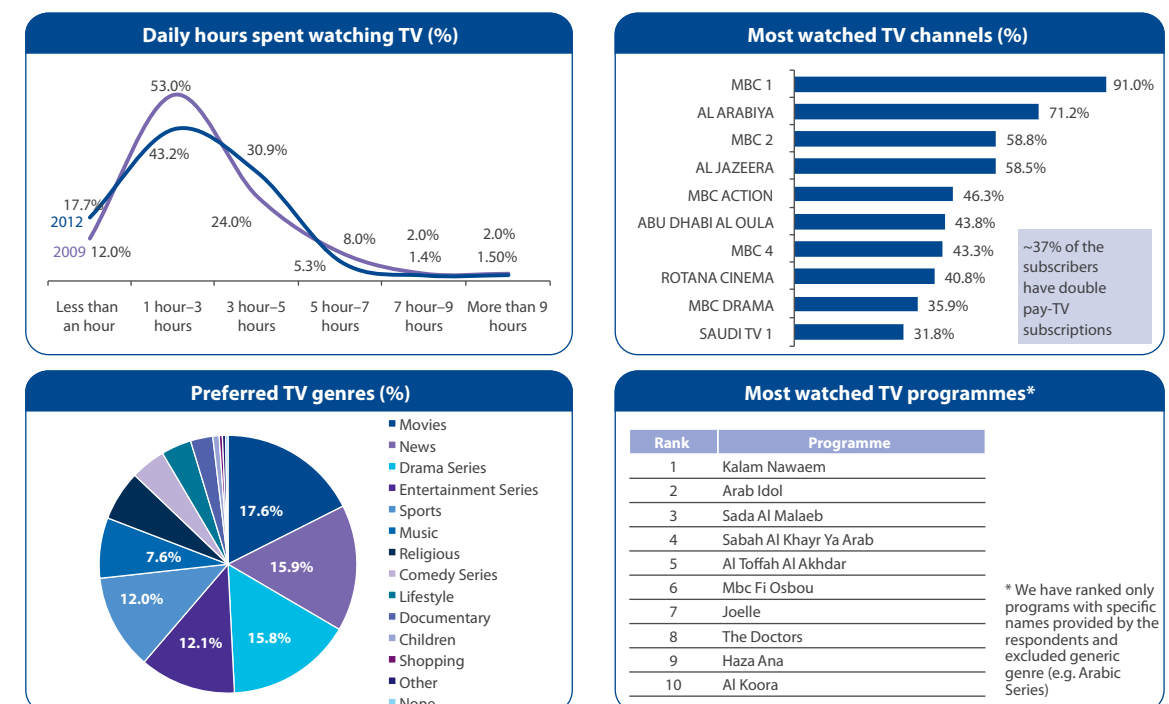 Daily hours spent watching TV (%)
53.0%
43.2%
30.9%
17.7%
2012
24.0%
2009 12.0%
8.0%
5.3%
2.0%
1.4%
2.0%
1.50%
Less than
an hour
1 hour–3
hours
3 hour–5
hours
5 hour–7
hours
7 hour–9
hours
More than 9
hours
Most watched TV channels (%)
MBC 1 91.0%
AL ARABIYA 71.2%
MBC 2 58.8%
AL JAZEERA 58.5%
MBC ACTION 46.3%
ABU DHABI AL OULA 43.8%
MBC 4 43.3%
ROTANA CINEMA 40.8%
MBC DRAMA 35.9%
SAUDI TV 1 31.8%
~37% of the
subscribers
have double
pay-TV
subscriptions
Preferred TV genres (%)
17.6%
15.9%
15.8%
12.1%
12.0%
7.6%
Movies
News
Drama Series
Entertainment Series
Sports
Music
Religious
Comedy Series
Lifestyle
Documentary
Children
Shopping
Other
None
Most watched TV programmes*
Rank Programme
1 Kalam Nawaem
2 Arab Idol
3 Sada Al Malaeb
4 Sabah Al Khayr Ya Arab
5 Al Toffah Al Akhdar
6 Mbc Fi Osbou
7 Joelle
8 The Doctors
9 Haza Ana
10 Al Koora
* We have ranked only
programs with specific
names provided by the
respondents and
excluded generic
genre (e.g. Arabic
Series)